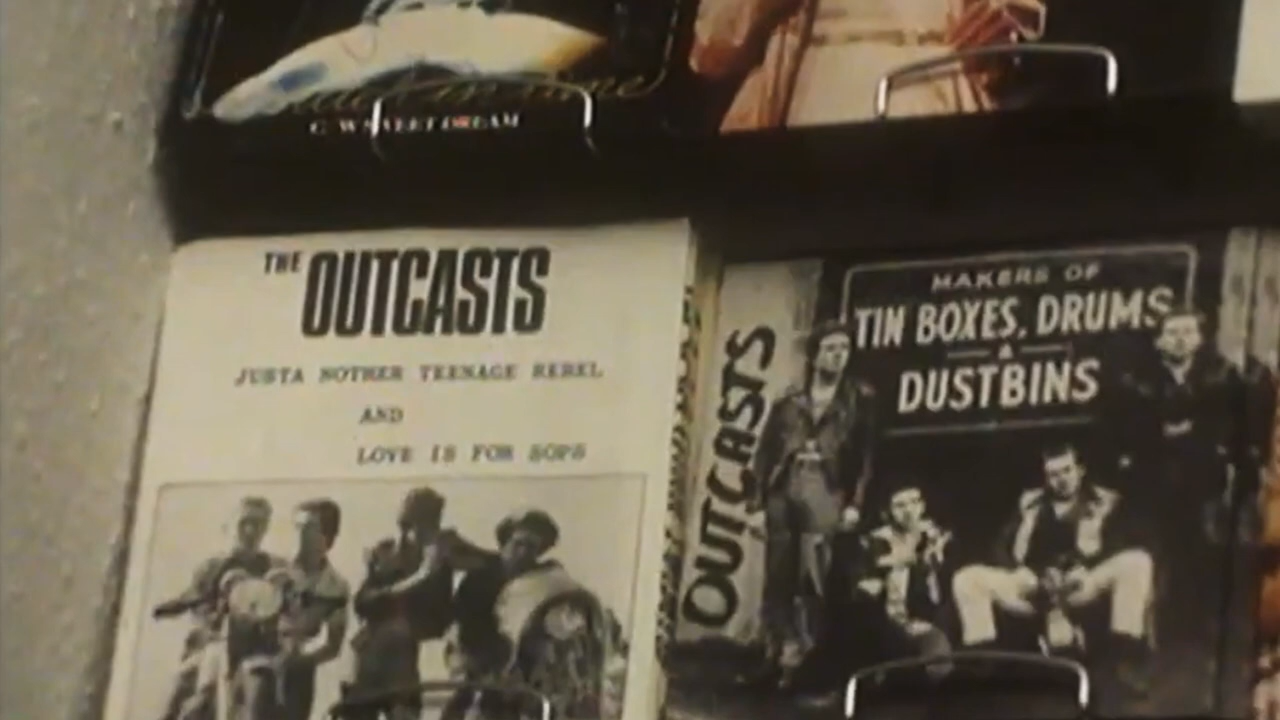 THE OUTCASTS
JUSTA NOTHER TEENAGE REBEL
AND
LOVE IS FOR SOPS
OUTCASTS
MAKERS OF
TIN BOXES, DRUMS
&
DUSTBINS